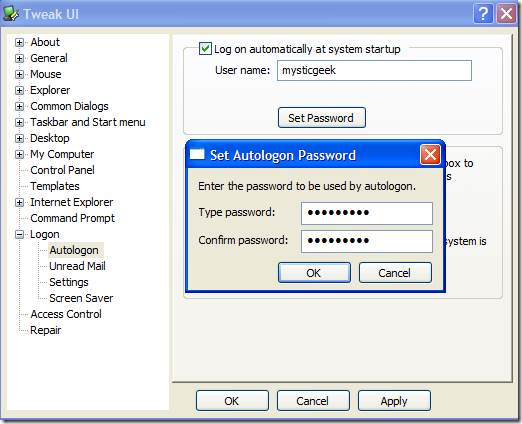 Tweak UI
About
General
Mouse
Explorer
Common Dialogs
Taskbar and Start menu
Desktop
My Computer
Control Panel
Templates
Internet Explorer
Command Prompt
Logon
Autologon
Unread Mail
Settings
Screen Saver
Access Control
Repair
Log on automatically at system startup
User name: mysticgeek
Set Password
box to
Set Autologon Password
Enter the password to be used by autologon.
Type password: •••••••••
Confirm password: •••••••••
system is
OK Cancel
OK Cancel Apply